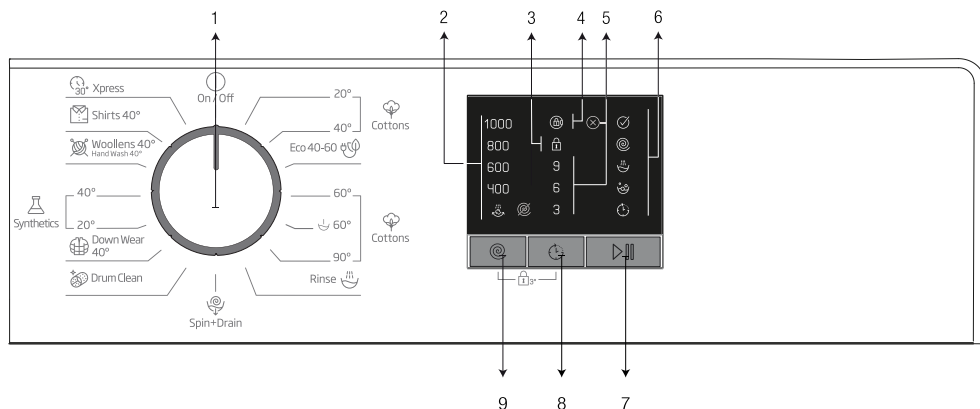 1 2 3 4 5 6
30' Xpress
On / Off
20°
Shirts 40°
40°
Cottons
Woollens 40°
Hand Wash 40°
Eco 40-60
40°
60°
Synthetics
20°
60°
Cottons
Down Wear
40°
90°
Drum Clean
Rinse
Spin+Drain
1000
800
600 9
400 6
3
3"
9 8 7